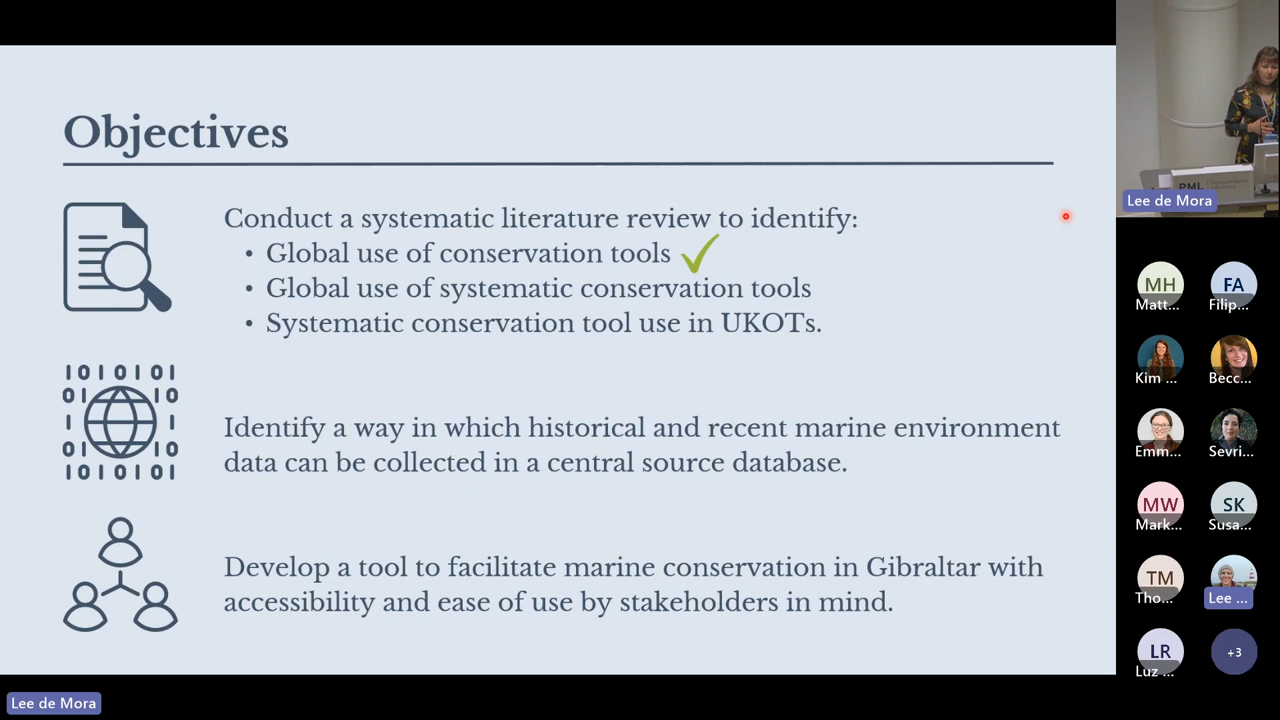 Objectives
Conduct a systematic literature review to identify:
• Global use of conservation tools
• Global use of systematic conservation tools
• Systematic conservation tool use in UKOTs.
Identify a way in which historical and recent marine environment
data can be collected in a central source database.
Develop a tool to facilitate marine conservation in Gibraltar with
accessibility and ease of use by stakeholders in mind.
Lee de Mora
PML
Lee de Mora
MH
Matt...
FA
Filip...
Kim ...
Becc...
Emm...
Sevri...
MW
Mark...
SK
Susa...
TM
Tho...
Lee ...
LR
Luz ...
+3